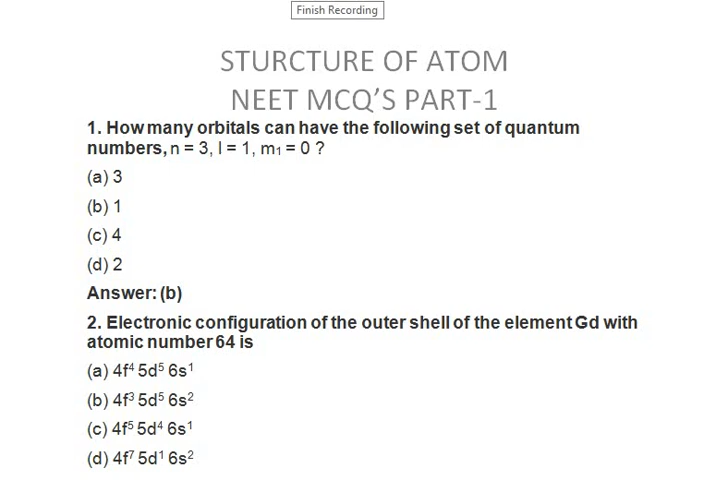 Finish Recording
STURCTURE OF ATOM
NEET MCQ’S PART-1
1. How many orbitals can have the following set of quantum
numbers, n = 3, l = 1, m₁ = 0 ?
(a) 3
(b) 1
(c) 4
(d) 2
Answer: (b)
2. Electronic configuration of the outer shell of the element Gd with
atomic number 64 is
(a) 4f⁴ 5d⁵ 6s¹
(b) 4f³ 5d⁵ 6s²
(c) 4f⁵ 5d⁴ 6s¹
(d) 4f⁷ 5d¹ 6s²